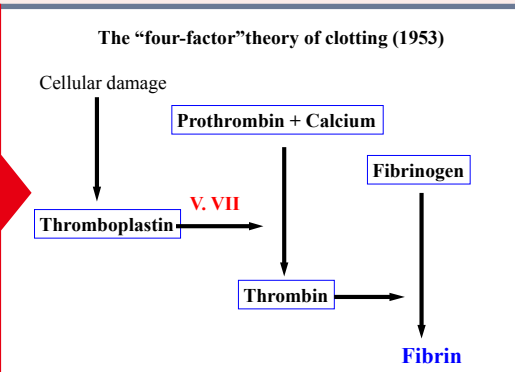 The “four-factor”theory of clotting (1953)
Cellular damage
Prothrombin + Calcium
Fibrinogen
V. VII
Thromboplastin
Thrombin
Fibrin